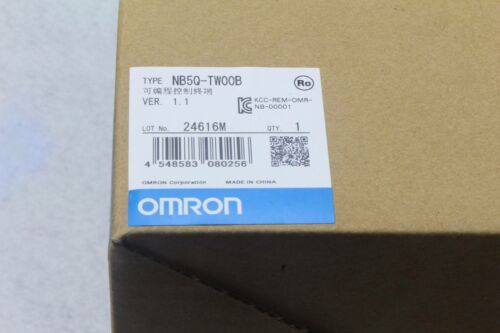 TYPE NB5Q-TW00B
Ro
可编程控制终端
VER. 1.1
KCC-REM-OMR-
NB-00001
LOT No. 24616M QTY 1
4 548583 080256
OMRON Corporation MADE IN CHINA
OMRON